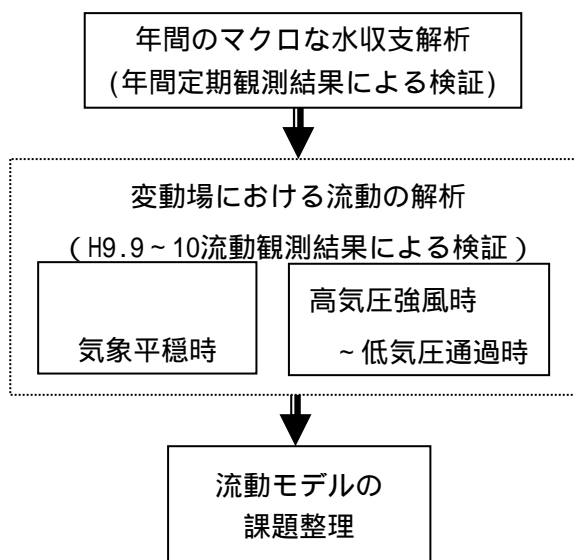 年間のマクロな水収支解析
(年間定期観測結果による検証)
変動場における流動の解析
（H9.9～10流動観測結果による検証）
気象平穏時
高気圧強風時
～低気圧通過時
流動モデルの
課題整理